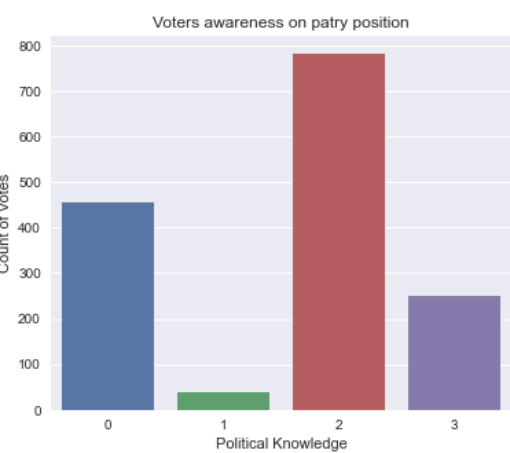 Voters awareness on patry position
800
700
600
500
400
300
200
100
0
Count of Votes
0 1 2 3
Political Knowledge